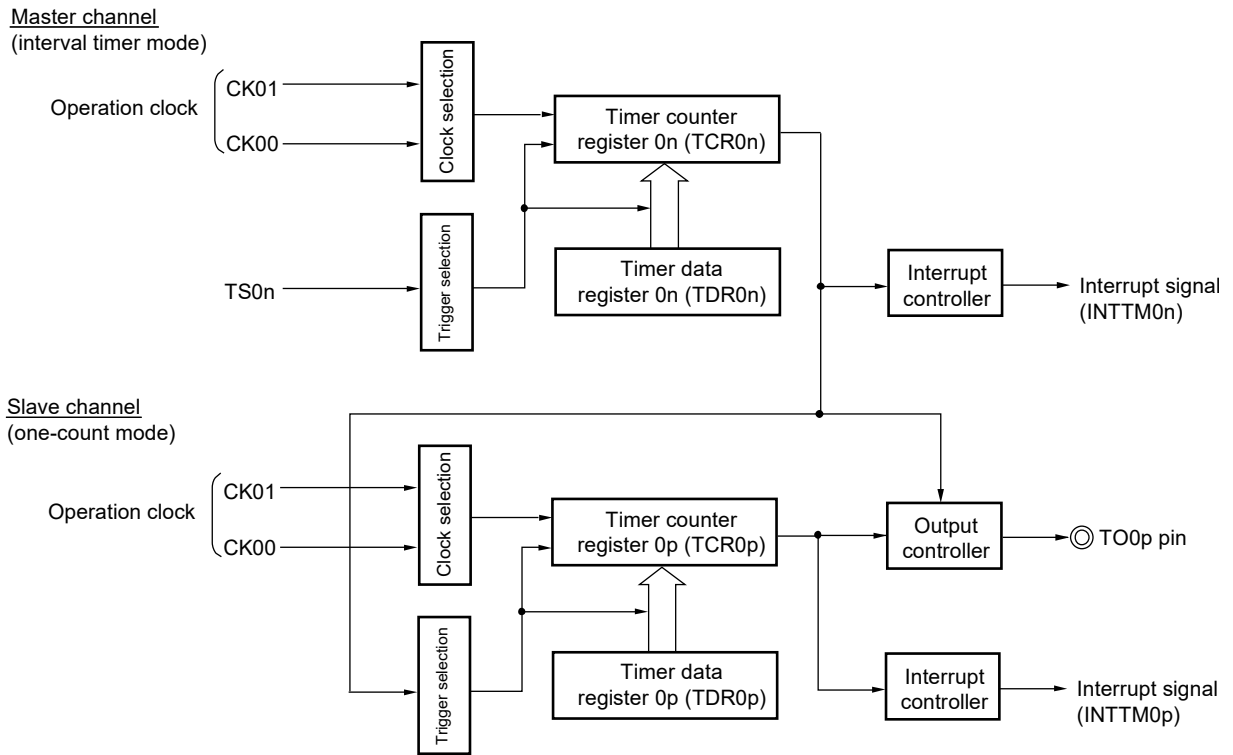 Master channel
(interval timer mode)
Operation clock
CK01
CK00
Clock selection
Timer counter
register 0n (TCR0n)
TS0n
Trigger selection
Timer data
register 0n (TDR0n)
Interrupt
controller
Interrupt signal
(INTTM0n)
Slave channel
(one-count mode)
Operation clock
CK01
CK00
Clock selection
Timer counter
register 0p (TCR0p)
Output
controller
TO0p pin
Trigger selection
Timer data
register 0p (TDR0p)
Interrupt
controller
Interrupt signal
(INTTM0p)